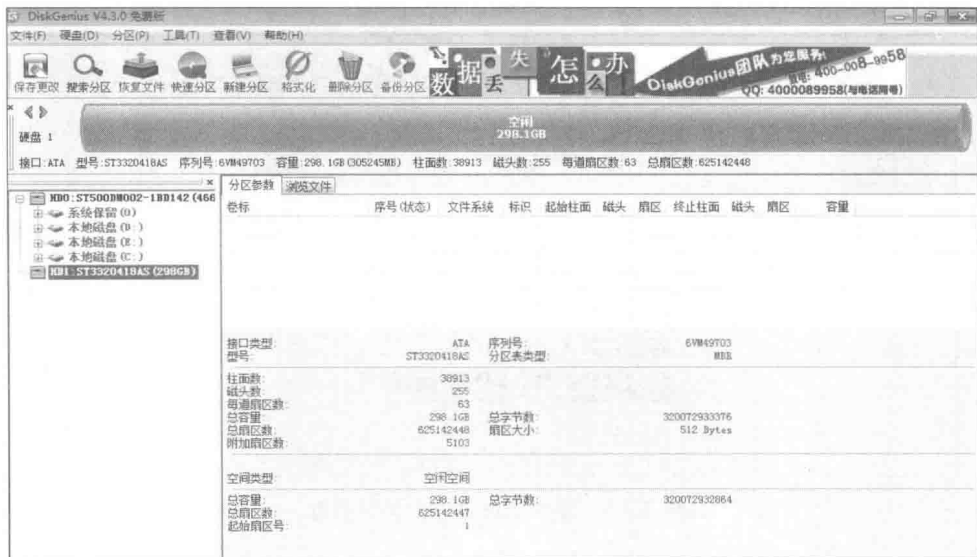 DiskGenius V4.3.0 免费版
文件(F) 硬盘(D) 分区(P) 工具(T) 查看(V) 帮助(H)
保存更改 搜索分区 恢复文件 快速分区 新建分区 格式化 删除分区 备份分区 数据丢失怎么办 DiskGenius团队为您服务!
电话: 400-008-9958
QQ: 4000089958(与电话同号)
硬盘 1
空闲
298.1GB
接口:ATA 型号:ST3320418AS 序列号:6VM49703 容量:298.1GB(305245MB) 柱面数:38913 磁头数:255 每道扇区数:63 总扇区数:625142448
HD0:ST500DM002-1BD142(466
系统保留(0)
本地磁盘(D:)
本地磁盘(E:)
本地磁盘(C:)
HD1:ST3320418AS(298GB)
分区参数 浏览文件
卷标 序号(状态) 文件系统 标识 起始柱面 磁头 扇区 终止柱面 磁头 扇区 容量
接口类型: ATA 序列号: 6VM49703
型号: ST3320418AS 分区表类型: MBR
柱面数: 38913
磁头数: 255
每道扇区数: 63
总容量: 298.1GB 总字节数: 320072933376
总扇区数: 625142448 扇区大小: 512 Bytes
附加扇区数: 5103
空间类型: 空闲空间
总容量: 298.1GB 总字节数: 320072932864
总扇区数: 625142447
起始扇区号: 1